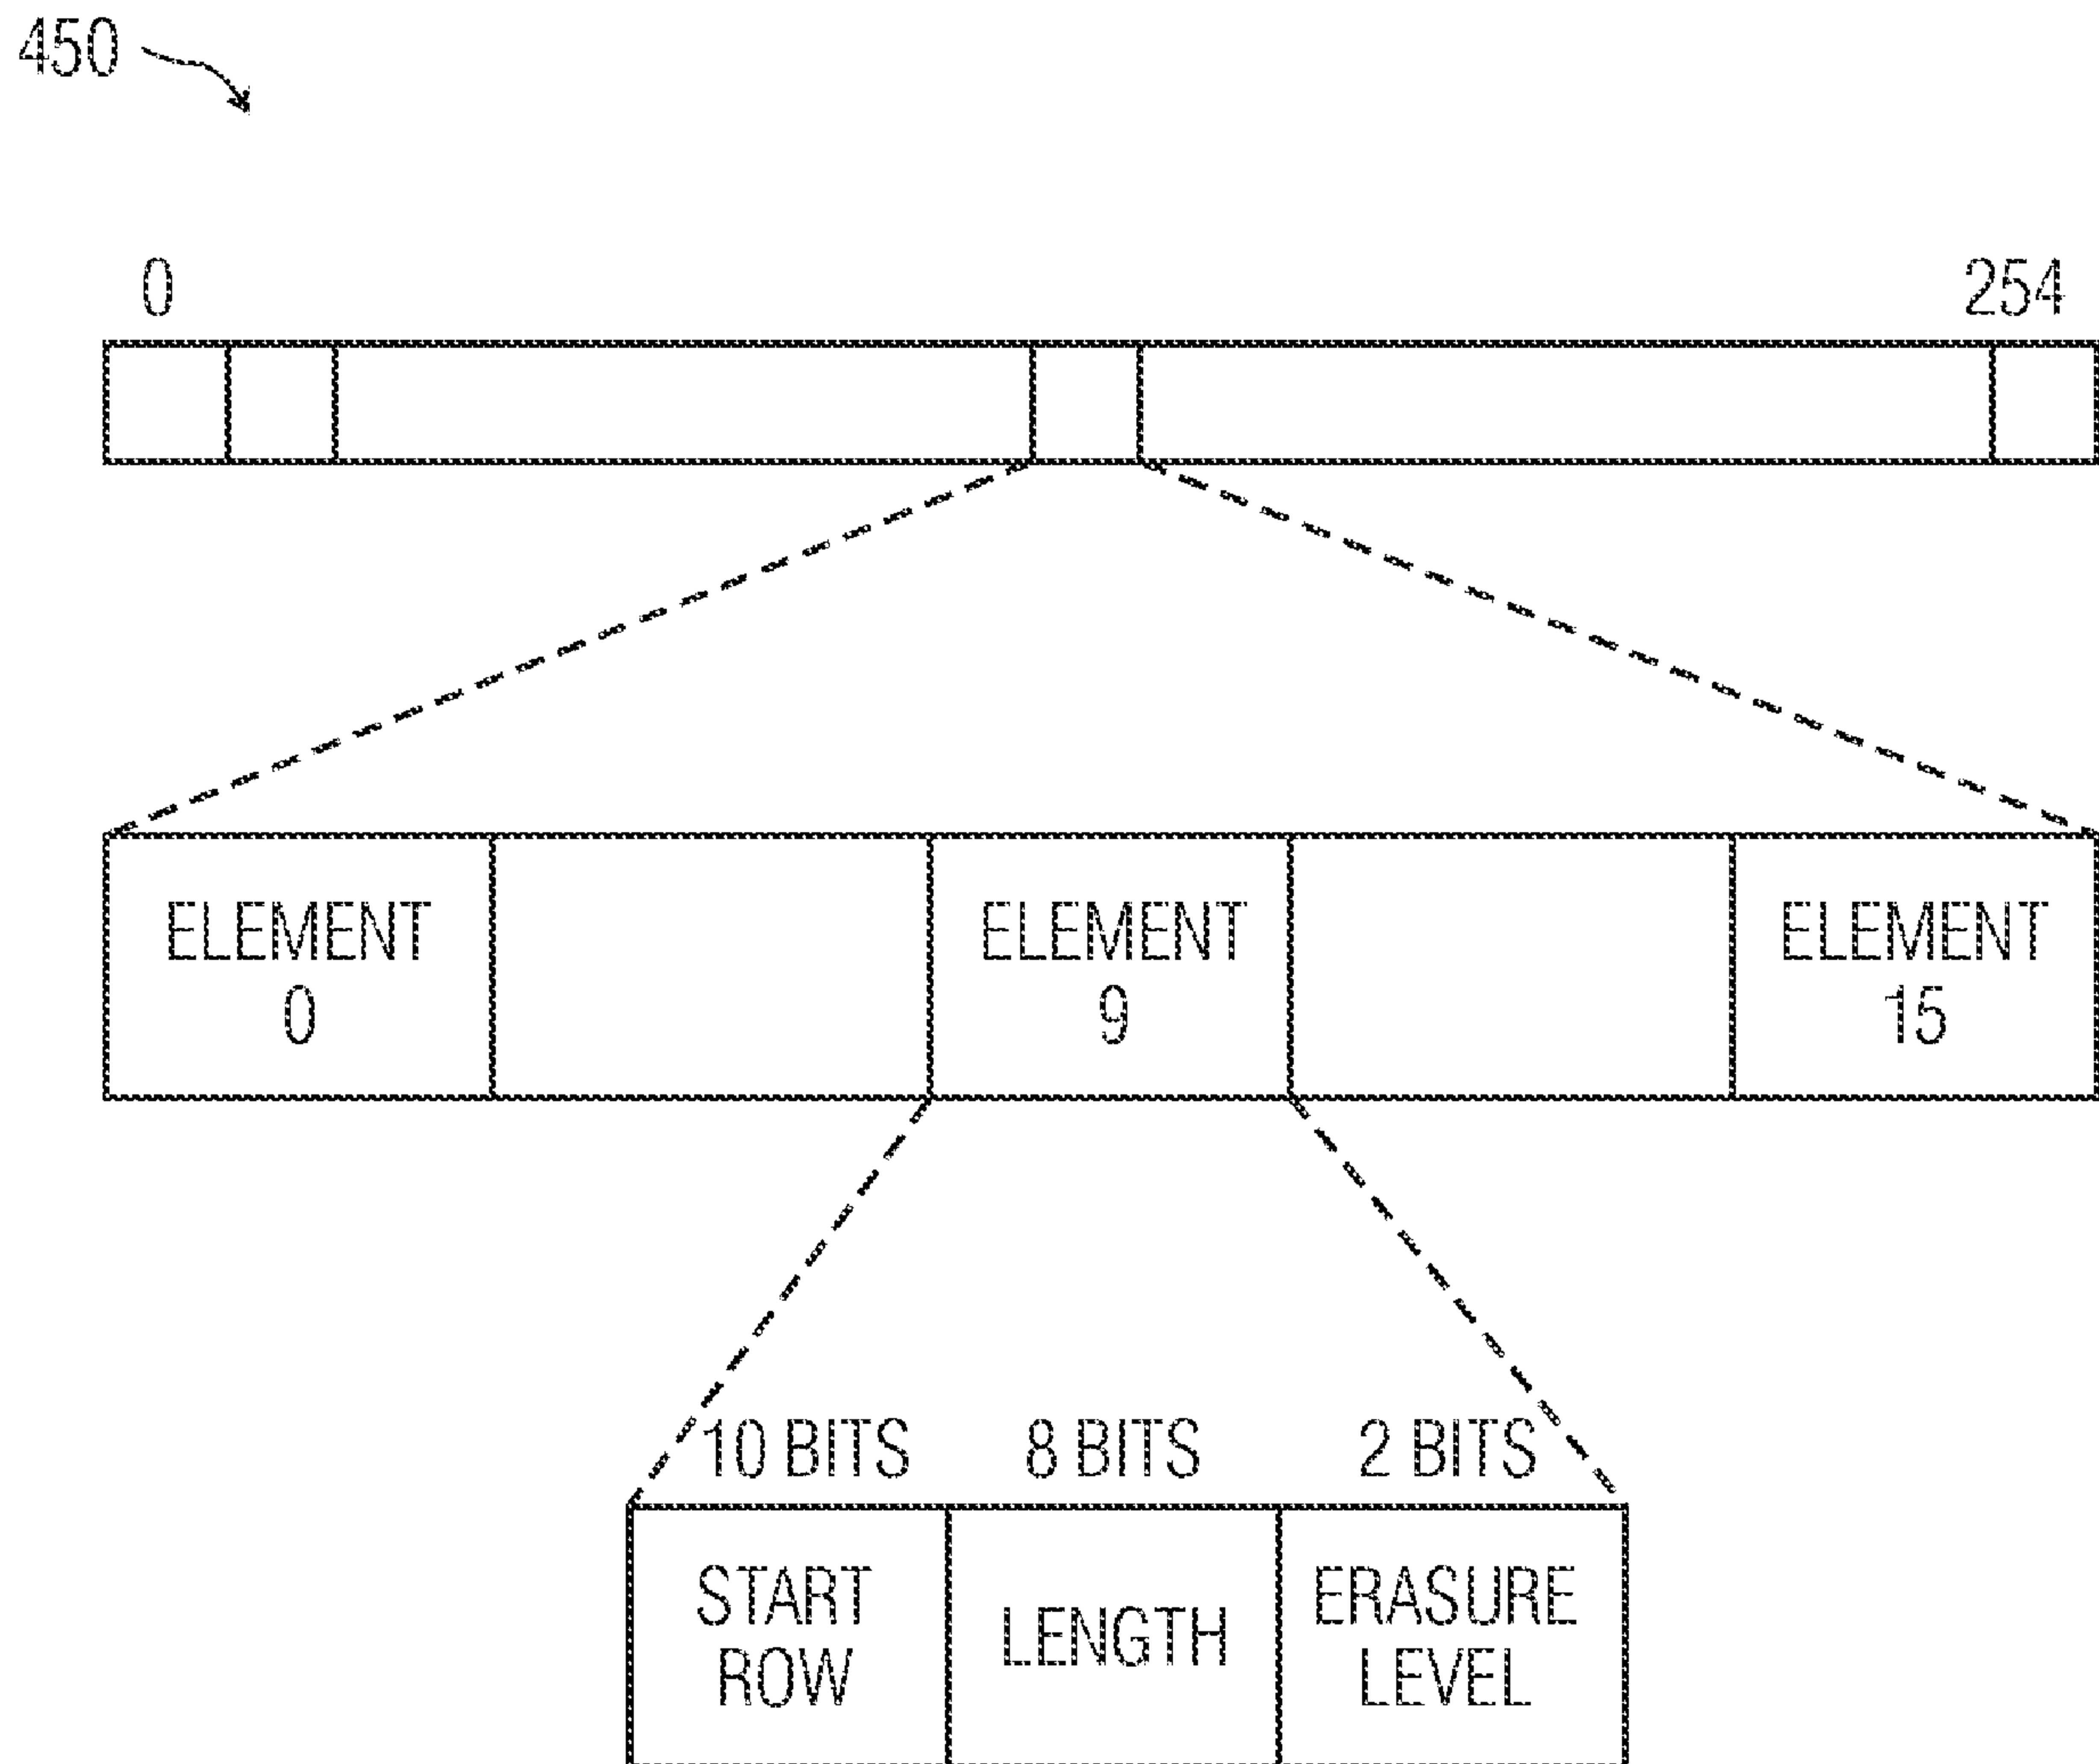 450
0 254
ELEMENT ELEMENT ELEMENT
0 9 15
10 BITS 8 BITS 2 BITS
START ROW LENGTH ERASURE LEVEL